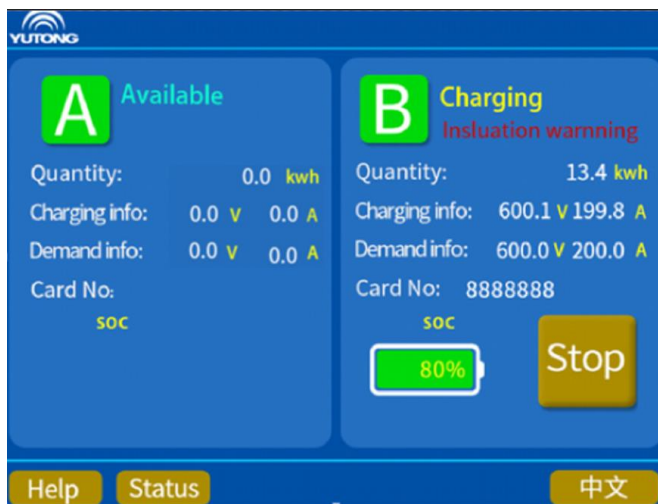 YUTONG
A
Available
Quantity: 0.0 kwh
Charging info: 0.0 V 0.0 A
Demand info: 0.0 V 0.0 A
Card No:
SOC
B
Charging
Insluation warnning
Quantity: 13.4 kwh
Charging info: 600.1 V 199.8 A
Demand info: 600.0 V 200.0 A
Card No: 8888888
SOC
80%
Stop
Help
Status
中文